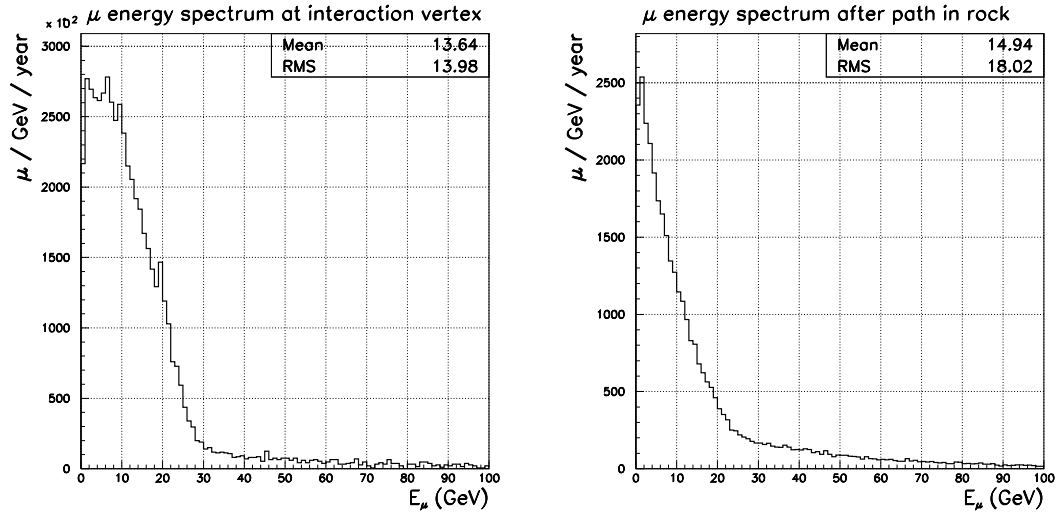 μ energy spectrum at interaction vertex
× 10²
μ / GeV / year
Mean 13.64
RMS 13.98
3000
2500
2000
1500
1000
500
0
0 10 20 30 40 50 60 70 80 90 100
Eμ (GeV)
μ energy spectrum after path in rock
μ / GeV / year
Mean 14.94
RMS 18.02
2500
2000
1500
1000
500
0
0 10 20 30 40 50 60 70 80 90 100
Eμ (GeV)